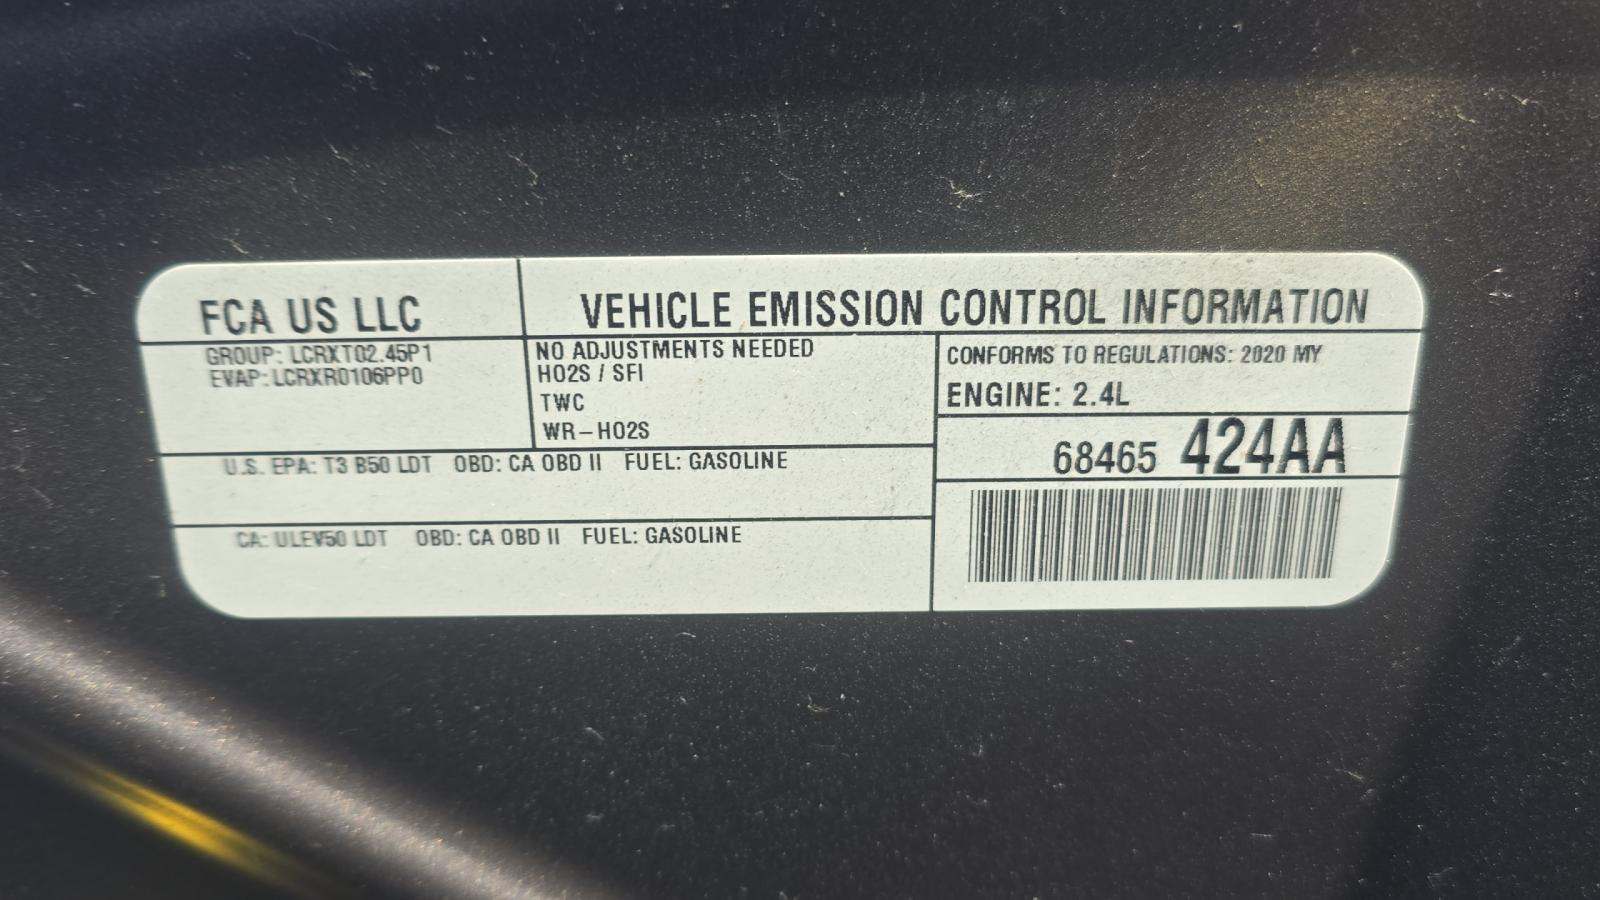 FCA US LLC
VEHICLE EMISSION CONTROL INFORMATION
GROUP: LCRXT02.45P1
EVAP: LCRXR0106PP0
NO ADJUSTMENTS NEEDED
HO2S / SFI
TWC
WR-HO2S
CONFORMS TO REGULATIONS: 2020 MY
ENGINE: 2.4L
68465 424AA
U.S. EPA: T3 B50 LDT OBD: CA OBD II FUEL: GASOLINE
CA: ULEV50 LDT OBD: CA OBD II FUEL: GASOLINE